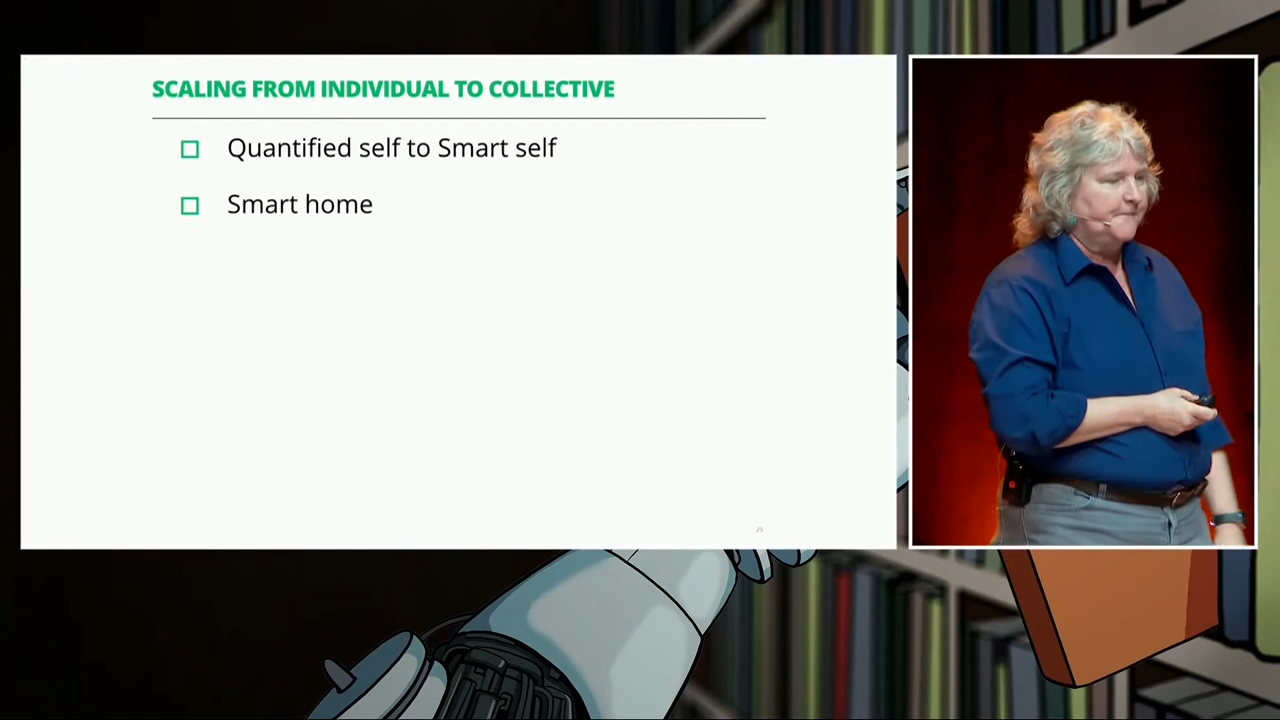 SCALING FROM INDIVIDUAL TO COLLECTIVE
Quantified self to Smart self
Smart home